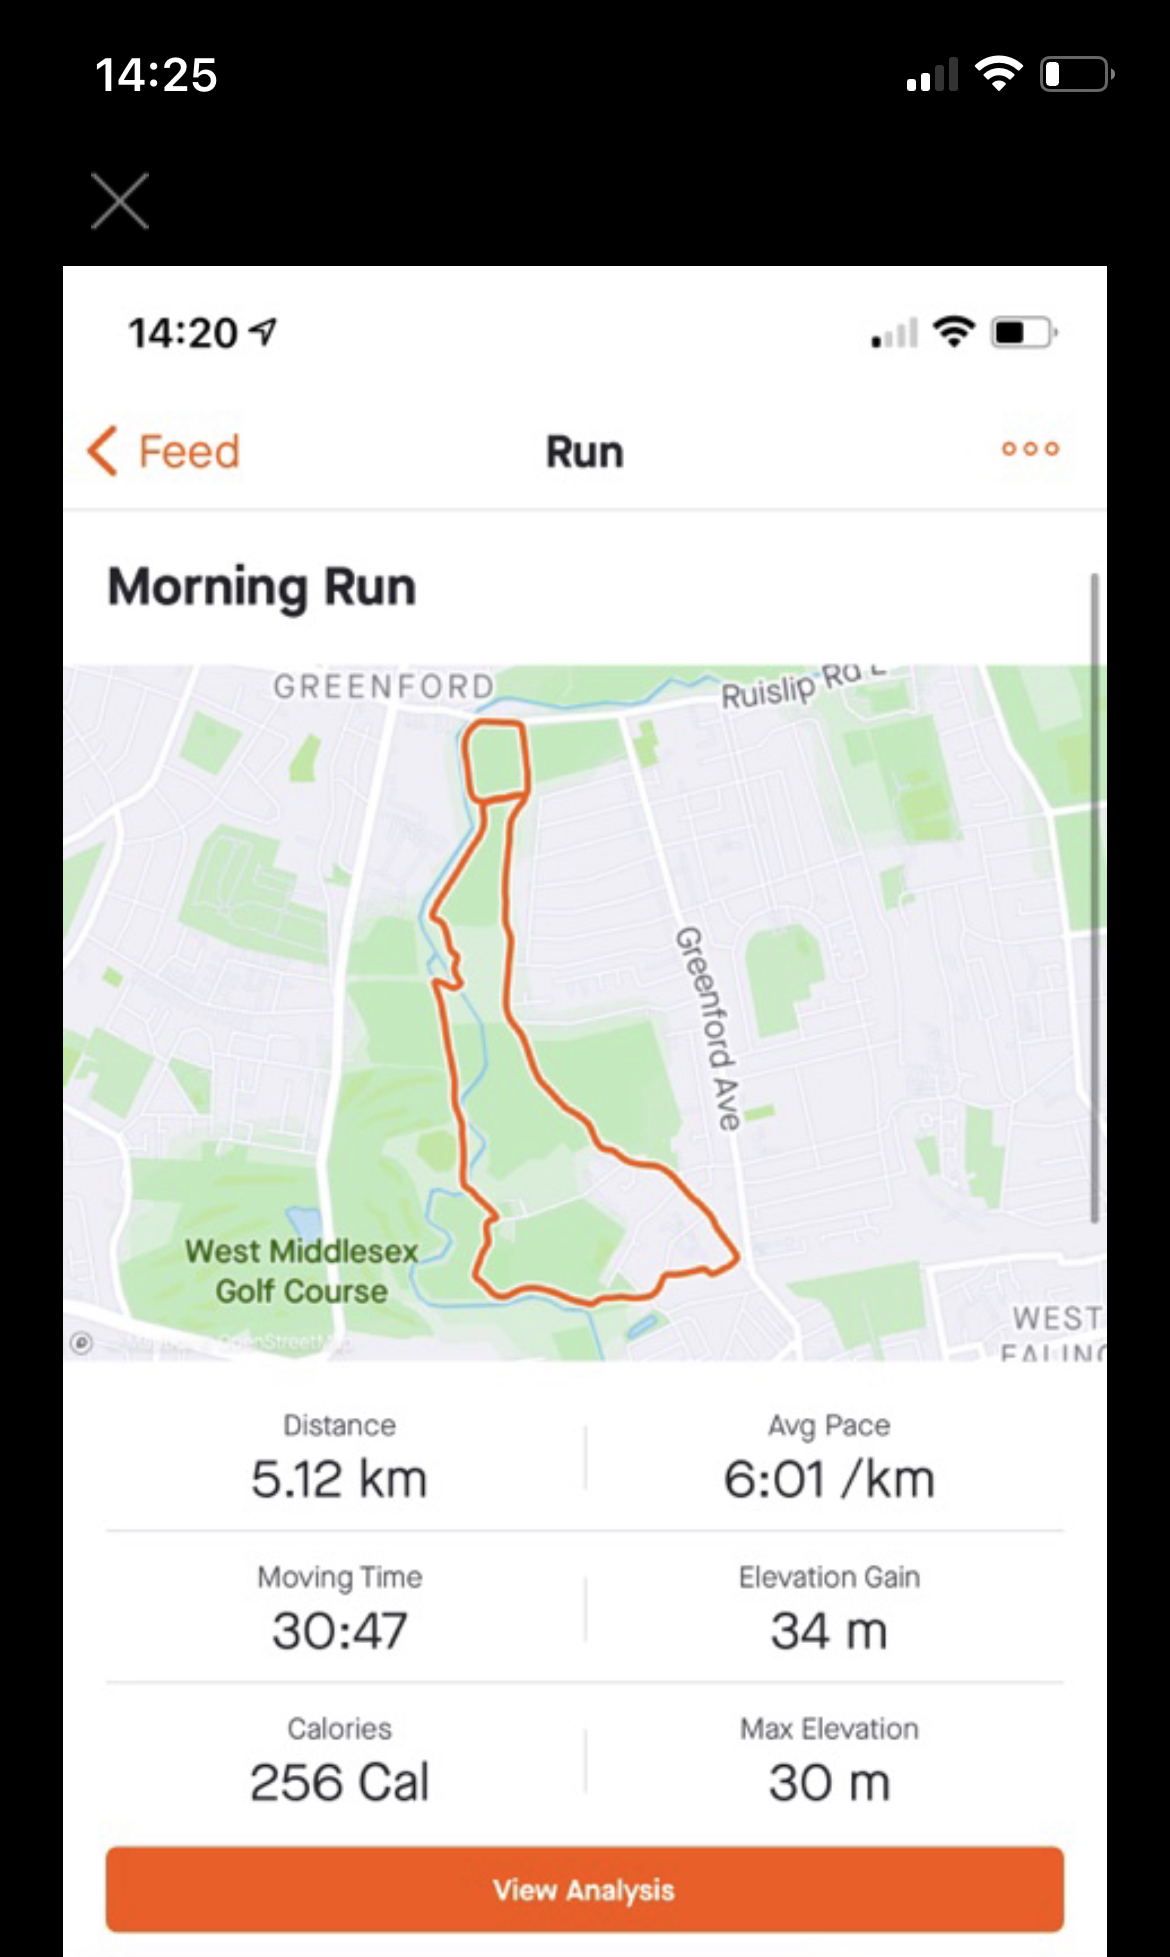 14:25
14:20
Feed
Run
Morning Run
GREENFORD
Ruislip Rd E
Greenford Ave
West Middlesex
Golf Course
OpenStreetMap
WEST
EALING
Distance
5.12 km
Avg Pace
6:01 /km
Moving Time
30:47
Elevation Gain
34 m
Calories
256 Cal
Max Elevation
30 m
View Analysis